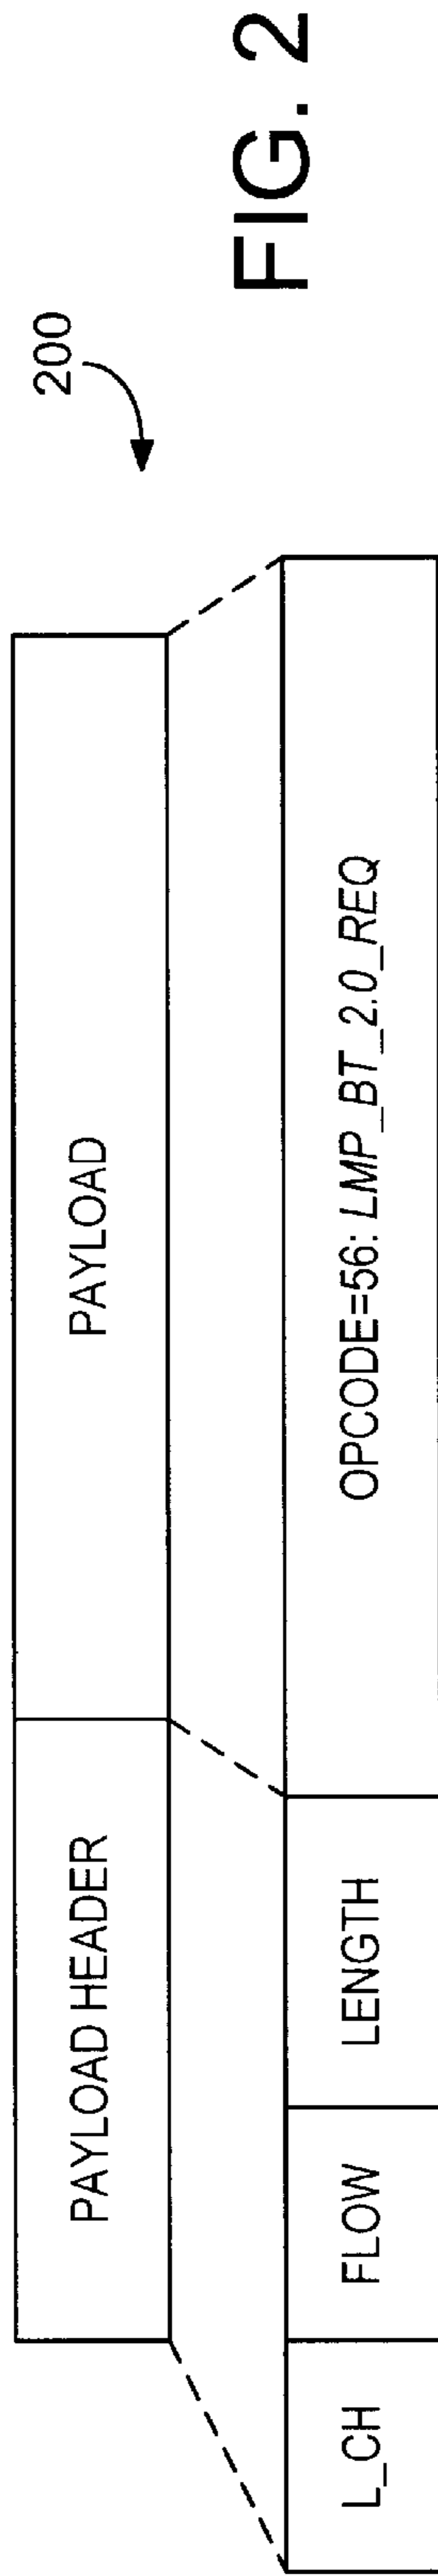 200
PAYLOAD HEADER
PAYLOAD
L_CH
FLOW
LENGTH
OPCODE=56: LMP_BT_2.0_REQ
FIG. 2